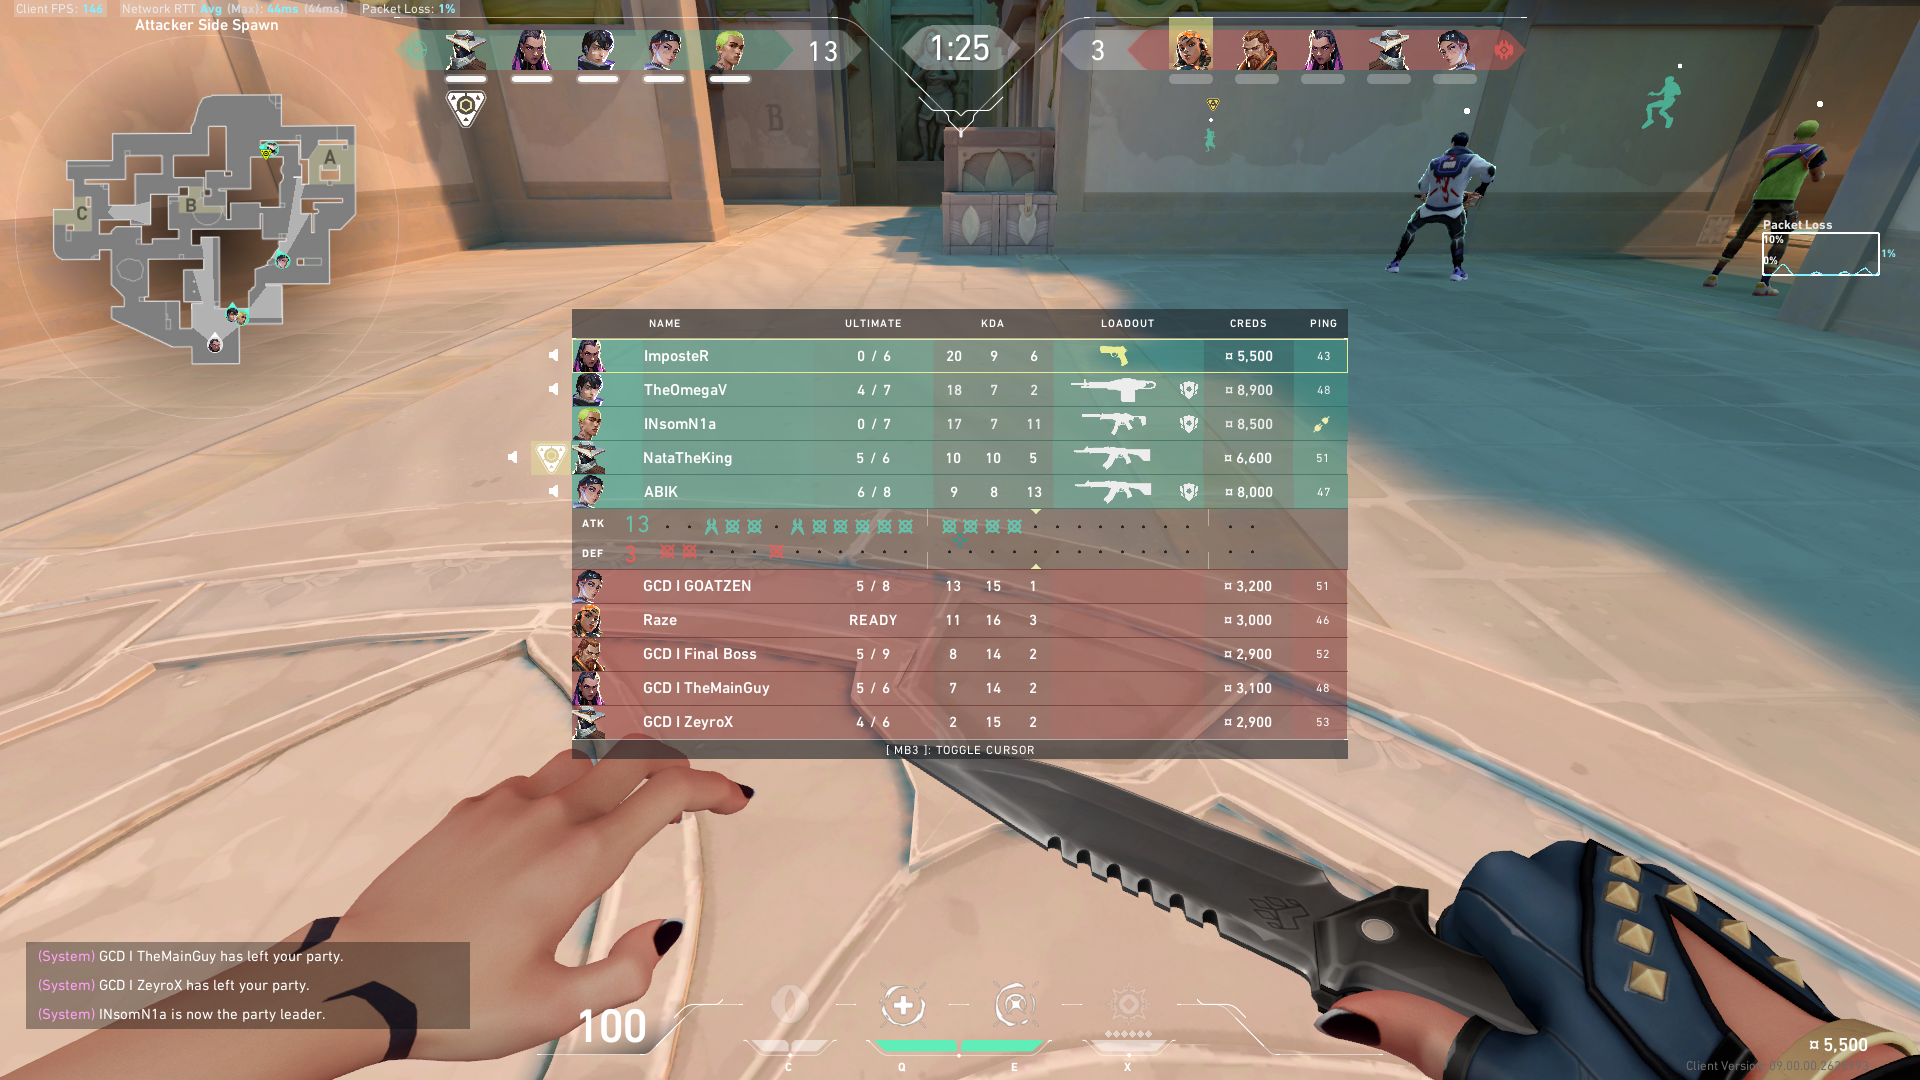 Client FPS: 146 Network RTT Avg (Max): 44ms (44ms) Packet Loss: 1%
Attacker Side Spawn
13 1:25 3
B
A
B
C
Packet Loss
10%
0%
1%
NAME ULTIMATE KDA LOADOUT CREDS PING
ImposteR 0 / 6 20 9 6 ¤ 5,500 43
TheOmegaV 4 / 7 18 7 2 ¤ 8,900 48
INsomN1a 0 / 7 17 7 11 ¤ 8,500
NataTheKing 5 / 6 10 10 5 ¤ 6,600 51
ABIK 6 / 8 9 8 13 ¤ 8,000 47
ATK 13
DEF 3
GCD I GOATZEN 5 / 8 13 15 1 ¤ 3,200 51
Raze READY 11 16 3 ¤ 3,000 46
GCD I Final Boss 5 / 9 8 14 2 ¤ 2,900 52
GCD I TheMainGuy 5 / 6 7 14 2 ¤ 3,100 48
GCD I ZeyroX 4 / 6 2 15 2 ¤ 2,900 53
[ MB3 ]: TOGGLE CURSOR
(System) GCD I TheMainGuy has left your party.
(System) GCD I ZeyroX has left your party.
(System) INsomN1a is now the party leader.
100
C Q E X
¤ 5,500
Client Version: